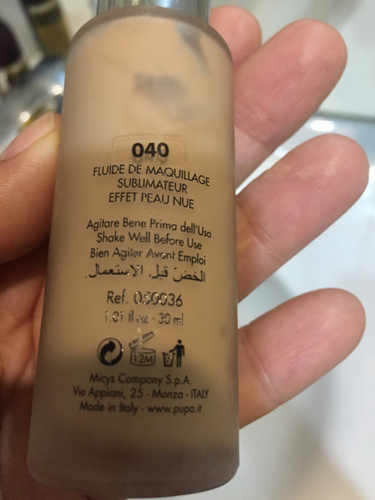 040
FLUIDE DE MAQUILLAGE
SUBLIMATEUR
EFFET PEAU NUE
Agitare Bene Prima dell'Uso
Shake Well Before Use
Bien Agiter Avant Emploi
الخضّ قبل الاستعمال.
Ref. 050036
1.01 fl oz - 30 ml
12M
Micys Company S.p.A.
Via Appiani, 25 - Monza - ITALY
Made in Italy - www.pupa.it